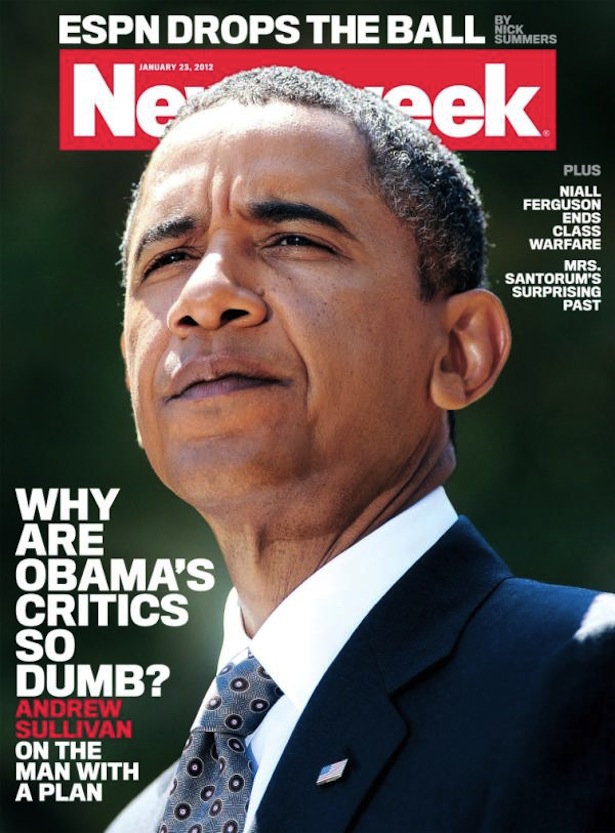 ESPN DROPS THE BALL
BY
NICK
SUMMERS
JANUARY 23, 2012
Ne week
PLUS
NIALL
FERGUSON
ENDS
CLASS
WARFARE
MRS.
SANTORUM'S
SURPRISING
PAST
WHY
ARE
OBAMA'S
CRITICS
SO
DUMB?
ANDREW
SULLIVAN
ON THE
MAN WITH
A PLAN